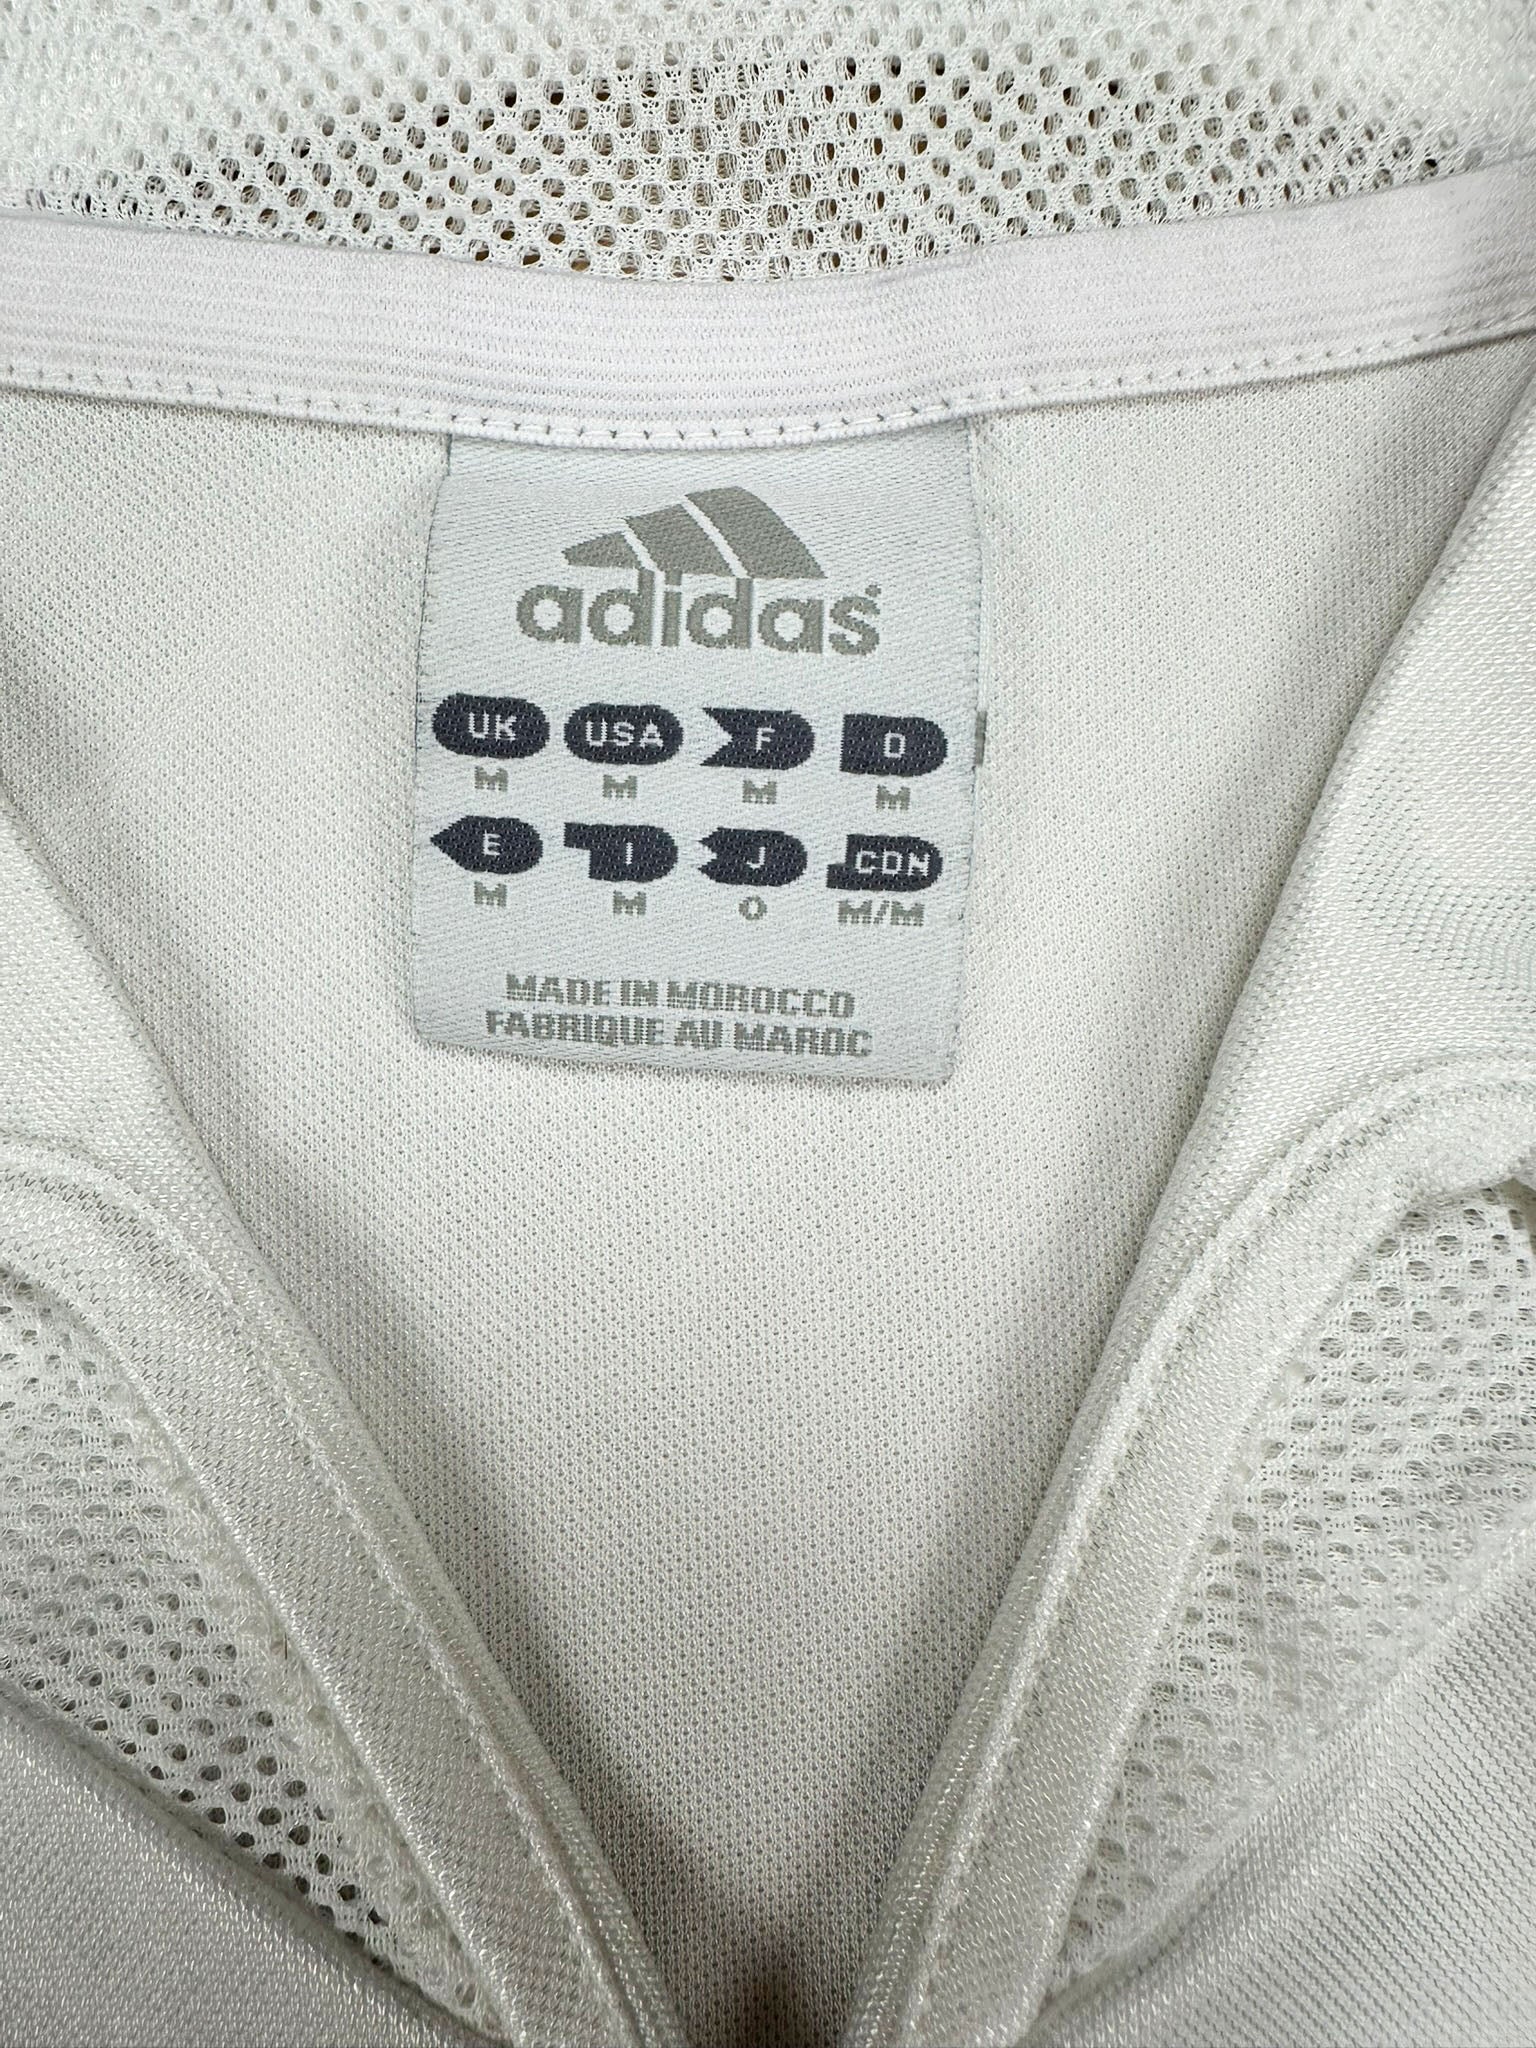 adidas
UK USA F D
M M M M
E I J CDN
M M O M/M
MADE IN MOROCCO
FABRIQUE AU MAROC